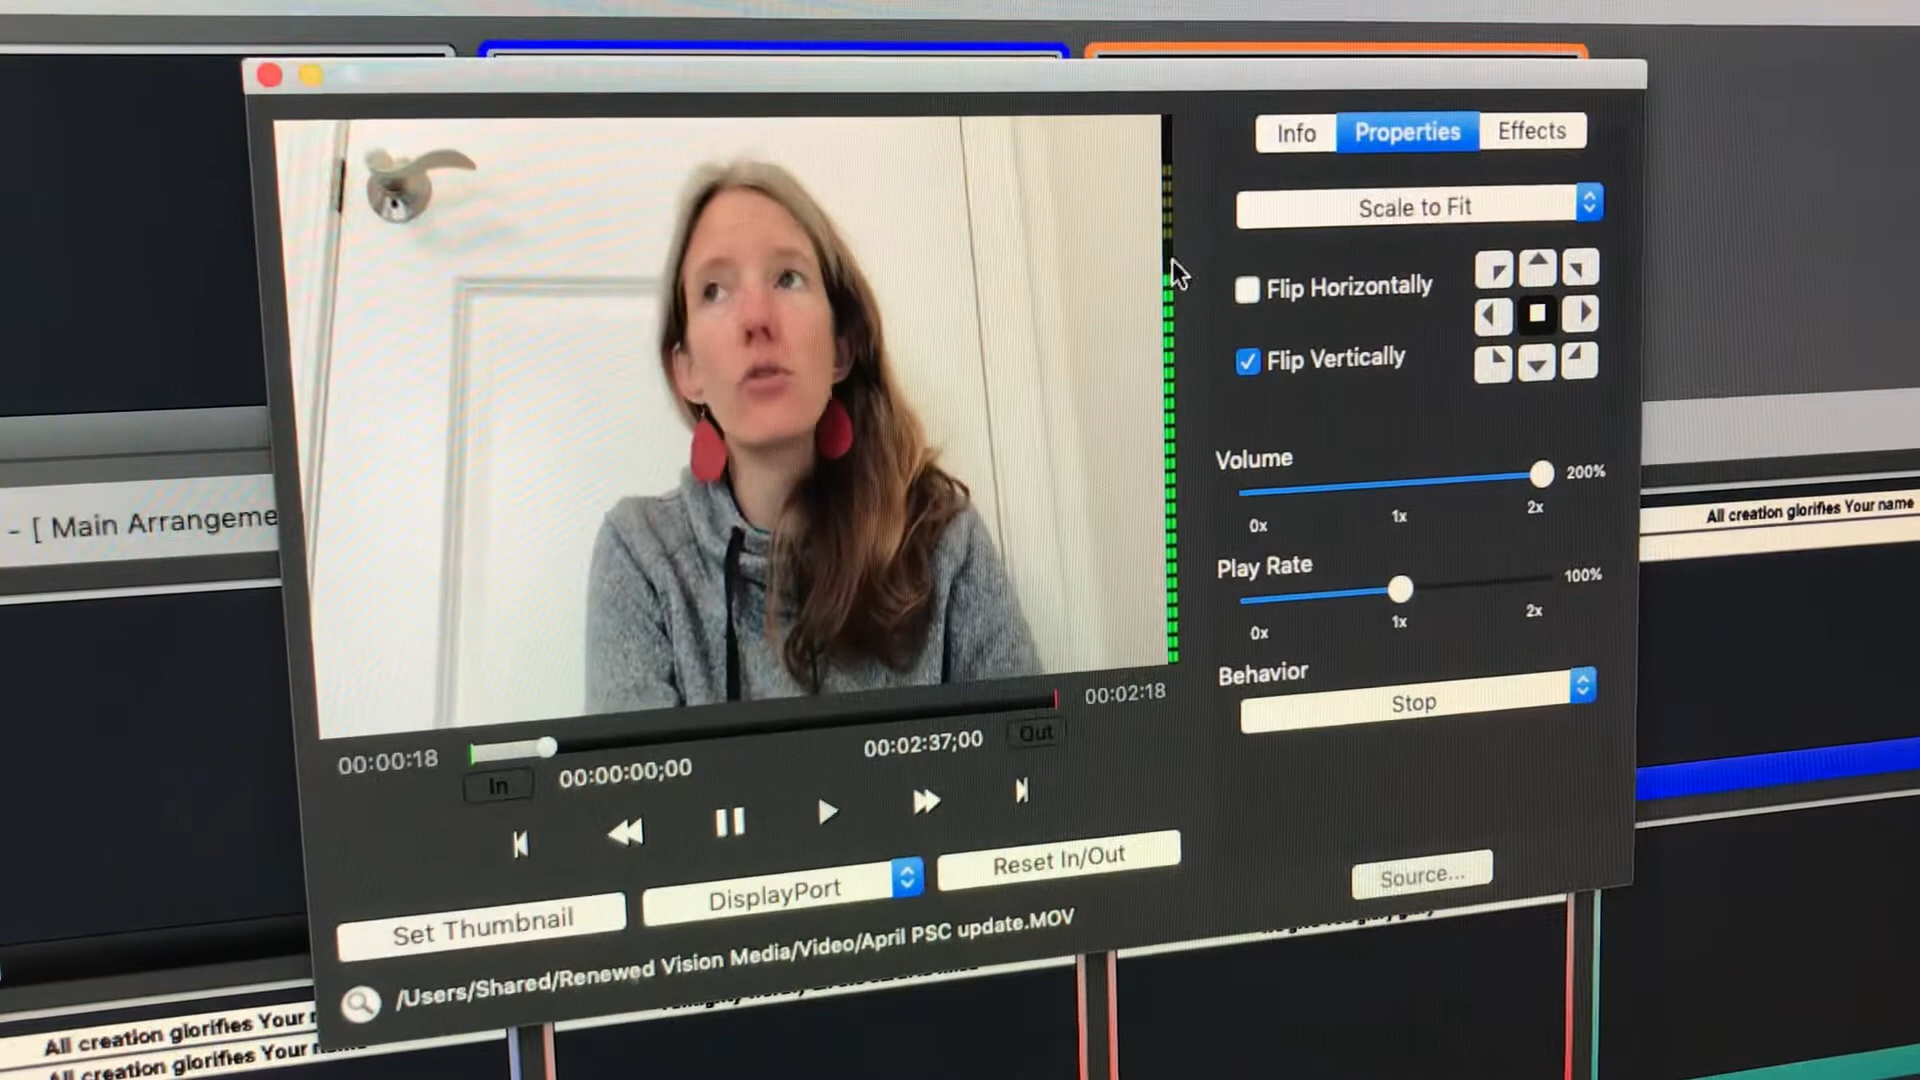 Info
Properties
Effects
Scale to Fit
Flip Horizontally
Flip Vertically
Volume
200%
0x
1x
2x
Play Rate
100%
0x
1x
2x
Behavior
Stop
Source...
- [ Main Arrangeme
All creation glorifies Your name
00:00:18
00:02:18
In
00:00:00;00
00:02:37;00
Out
Set Thumbnail
DisplayPort
Reset In/Out
/Users/Shared/Renewed Vision Media/Video/April PSC update.MOV
All creation glorifies Your
All creation glorifies Your name